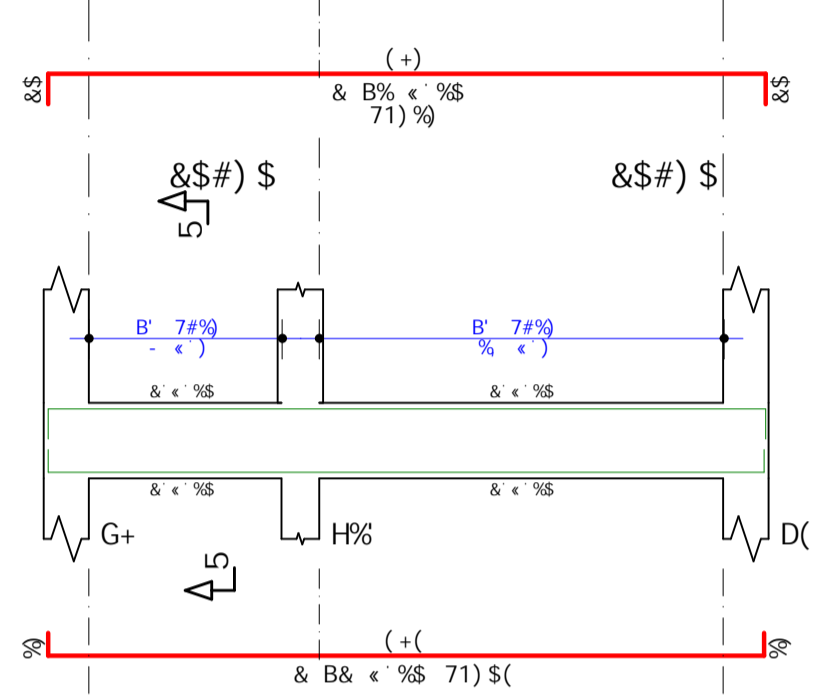 ( +)
&$
&$
& B% « ˙ %$
71) %)
&$#) $
&$#) $
5
B' 7#%)
- « ˙ )
B' 7#%)
% « ˙ )
&˙ « ˙ %$
&˙ « ˙ %$
&˙ « ˙ %$
&˙ « ˙ %$
G+
H%'
D(
5
( +(
%)
%)
& B& « ˙ %$ 71) $(